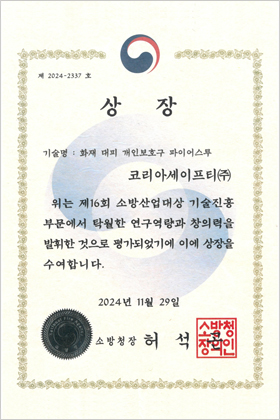 제 2024-2337 호
상 장
기술명 : 화재 대피 개인보호구 파이어스루
코리아세이프티(주)
위는 제16회 소방산업대상 기술진흥
부문에서 탁월한 연구역량과 창의력을
발휘한 것으로 평가되었기에 이에 상장을
수여합니다.
2024년 11월 29일
소방청장 허 석
소방청
장의인